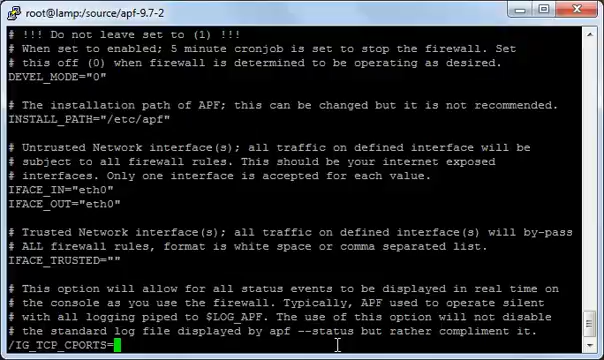 root@lamp:/source/apf-9.7-2
# !!! Do not leave set to (1) !!!
# When set to enabled; 5 minute cronjob is set to stop the firewall. Set
# this off (0) when firewall is determined to be operating as desired.
DEVEL_MODE="0"
# The installation path of APF; this can be changed but it is not recommended.
INSTALL_PATH="/etc/apf"
# Untrusted Network interface(s); all traffic on defined interface will be
# subject to all firewall rules. This should be your internet exposed
# interfaces. Only one interface is accepted for each value.
IFACE_IN="eth0"
IFACE_OUT="eth0"
# Trusted Network interface(s); all traffic on defined interface(s) will by-pass
# ALL firewall rules, format is white space or comma separated list.
IFACE_TRUSTED=""
# This option will allow for all status events to be displayed in real time on
# the console as you use the firewall. Typically, APF used to operate silent
# with all logging piped to $LOG_APF. The use of this option will not disable
# the standard log file displayed by apf --status but rather compliment it.
/IG_TCP_CPORTS=